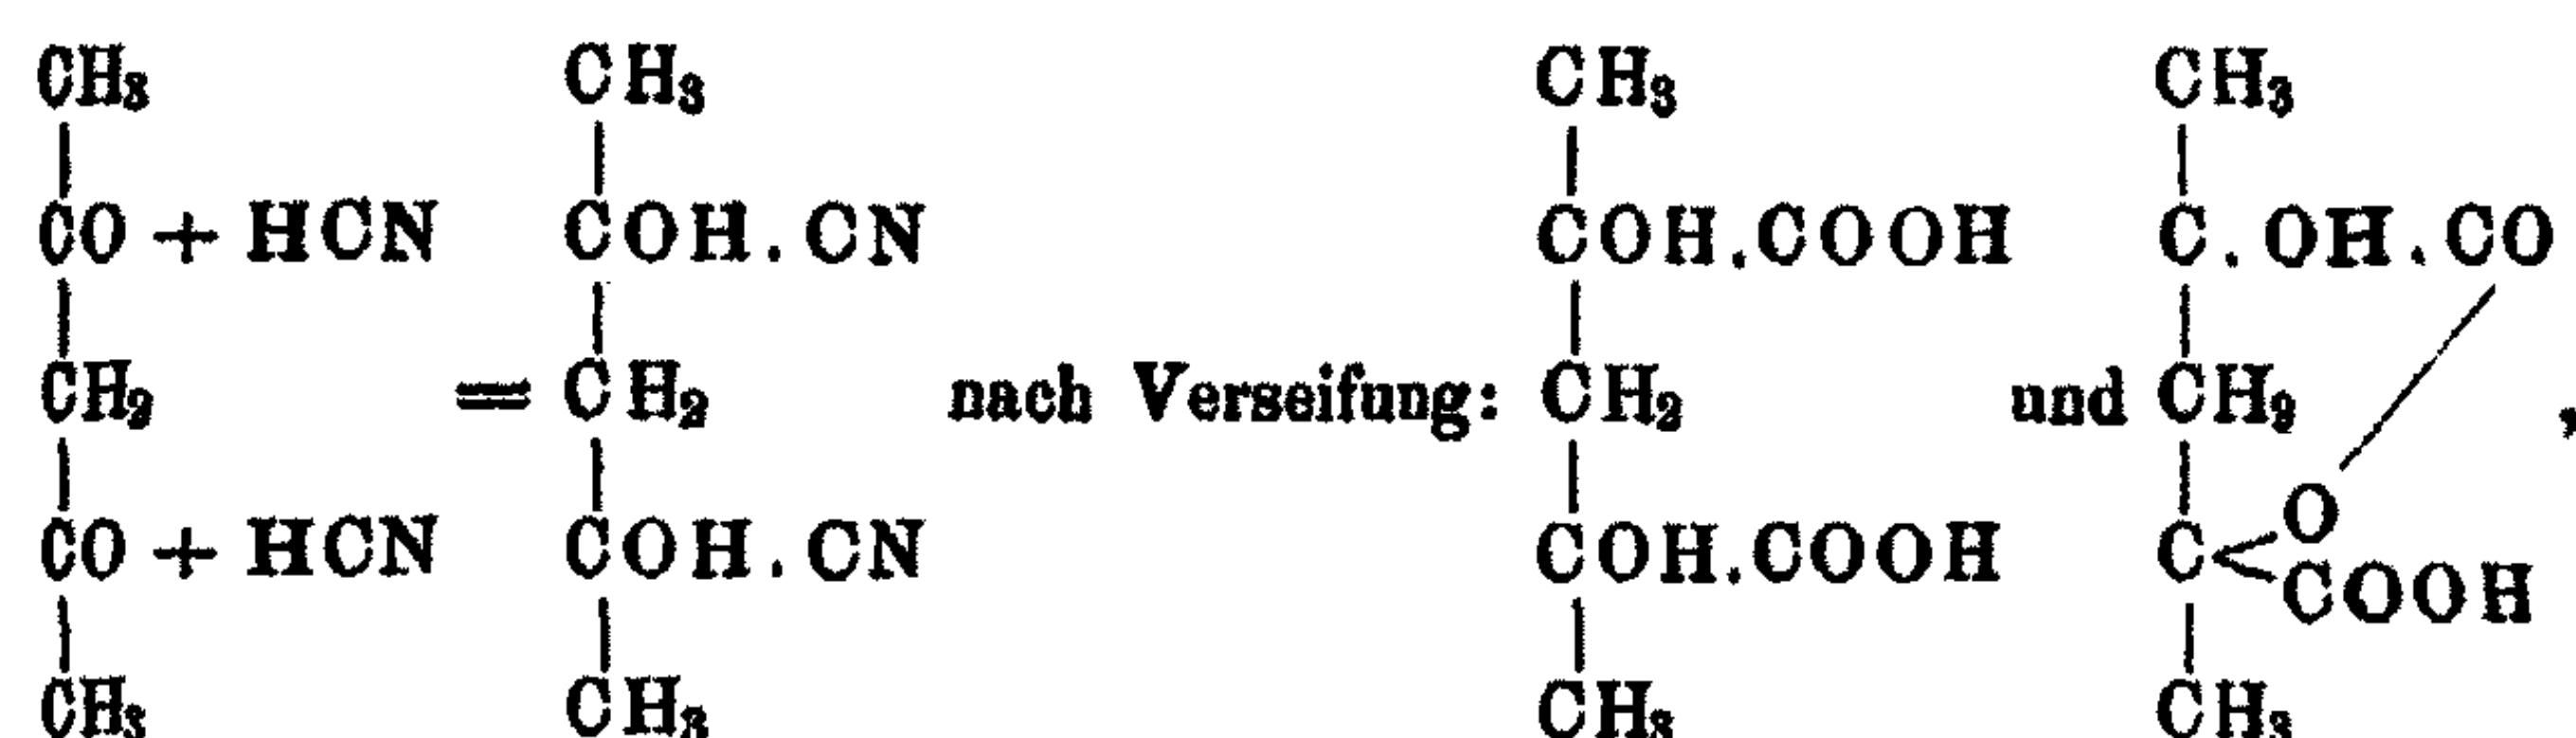 CH₃ CH₃ CH₃ CH₃
CO + HCN COH.CN COH.COOH C.OH.CO
CH₂ = CH₂ nach Verseifung: CH₂ und CH₂ ,
CO + HCN COH.CN COH.COOH C< O
COOH
CH₃ CH₃ CH₃ CH₃